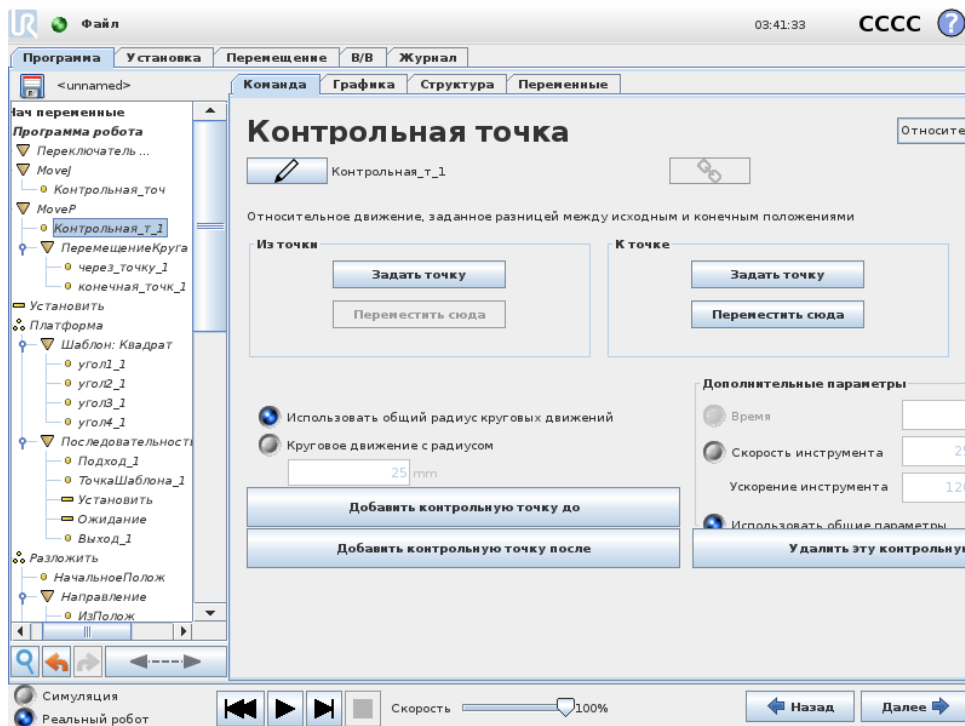 UR Файл 03:41:33 CCCC ?
Программа Установка Перемещение В/В Журнал
<unnamed>
Команда Графика Структура Переменные
Нач переменные
Программа робота
Переключатель ...
MoveJ
Контрольная_точ
MoveP
Контрольная_т_1
ПеремещениеКруга
через_точку_1
конечная_точк_1
Установить
Платформа
Шаблон: Квадрат
угол1_1
угол2_1
угол3_1
угол4_1
Последовательност
Подход_1
ТочкаШаблона_1
Установить
Ожидание
Выход_1
Разложить
НачальноеПолож
Направление
ИзПолож
Контрольная точка
Относите
Контрольная_т_1
Относительное движение, заданное разницей между исходным и конечным положениями
Из точки
Задать точку
Переместить сюда
К точке
Задать точку
Переместить сюда
Использовать общий радиус круговых движений
Круговое движение с радиусом
25 mm
Дополнительные параметры
Время
Скорость инструмента 25
Ускорение инструмента 120
Использовать общие параметры
Добавить контрольную точку до
Добавить контрольную точку после
Удалить эту контрольную
Симуляция
Реальный робот
Скорость 100%
Назад Далее